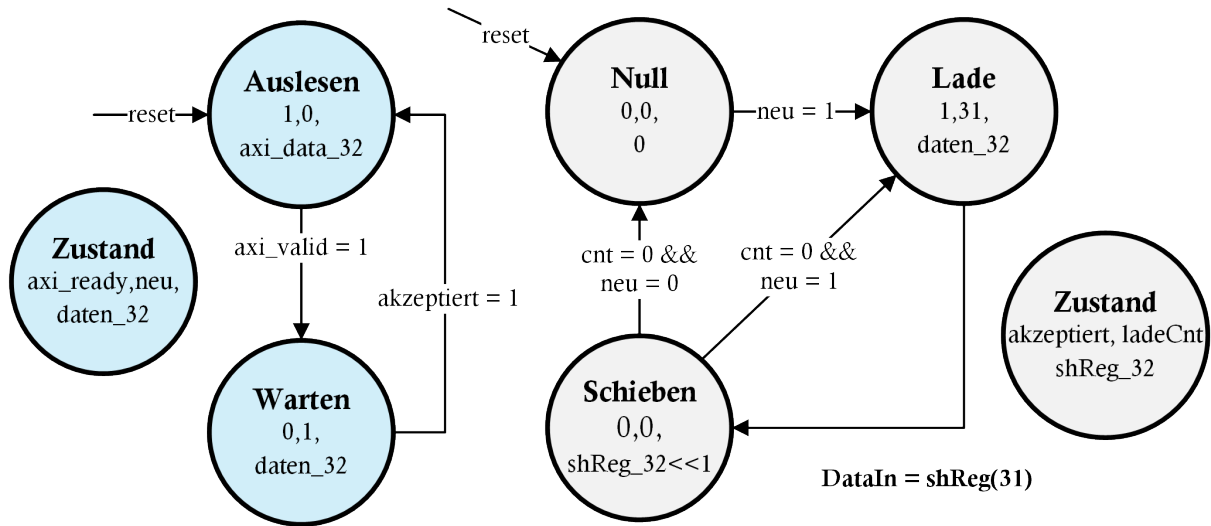 reset
Auslesen
1,0,
axi_data_32
Zustand
axi_ready,neu,
daten_32
axi_valid = 1
akzeptiert = 1
Warten
0,1,
daten_32
reset
Null
0,0,
0
neu = 1
Lade
1,31,
daten_32
cnt = 0 &&
neu = 0
cnt = 0 &&
neu = 1
Schieben
0,0,
shReg_32<<1
Zustand
akzeptiert, ladeCnt
shReg_32
DataIn = shReg(31)